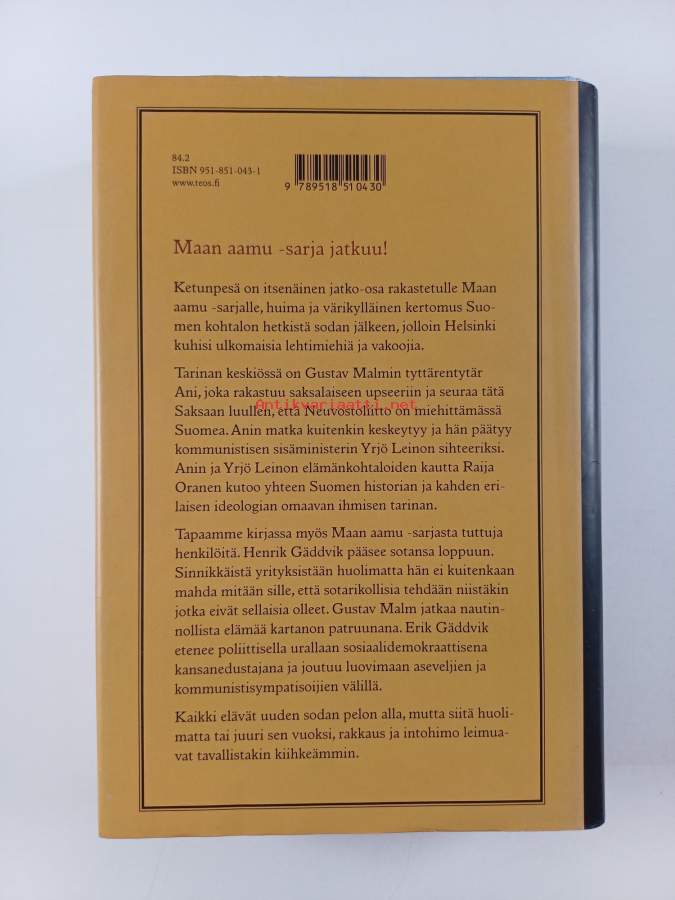 84.2
ISBN 951-851-043-1
www.teos.fi
9 789518 510430
Maan aamu -sarja jatkuu!
Ketunpesä on itsenäinen jatko-osa rakastetulle Maan
aamu -sarjalle, huima ja värikylläinen kertomus Suo-
men kohtalon hetkistä sodan jälkeen, jolloin Helsinki
kuhisi ulkomaisia lehtimiehiä ja vakoojia.
Tarinan keskiössä on Gustav Malmin tyttärentytär
Ani, joka rakastuu saksalaiseen upseeriin ja seuraa tätä
Saksaan luullen, että Neuvostoliitto on miehittämässä
Antikvariaatti.net
Suomea. Anin matka kuitenkin keskeytyy ja hän päätyy
kommunistisen sisäministerin Yrjö Leinon sihteeriksi.
Anin ja Yrjö Leinon elämänkohtaloiden kautta Raija
Oranen kutoo yhteen Suomen historian ja kahden eri-
laisen ideologian omaavan ihmisen tarinan.
Tapaamme kirjassa myös Maan aamu -sarjasta tuttuja
henkilöitä. Henrik Gäddvik pääsee sotansa loppuun.
Sinnikkäistä yrityksistään huolimatta hän ei kuitenkaan
mahda mitään sille, että sotarikollisia tehdään niistäkin
jotka eivät sellaisia olleet. Gustav Malm jatkaa nautin-
nollista elämää kartanon patruunana. Erik Gäddvik
etenee poliittisella urallaan sosiaalidemokraattisena
kansanedustajana ja joutuu luovimaan aseveljien ja
kommunistisympatisoijien välillä.
Kaikki elävät uuden sodan pelon alla, mutta siitä huoli-
matta tai juuri sen vuoksi, rakkaus ja intohimo leimua-
vat tavallistakin kiihkeämmin.